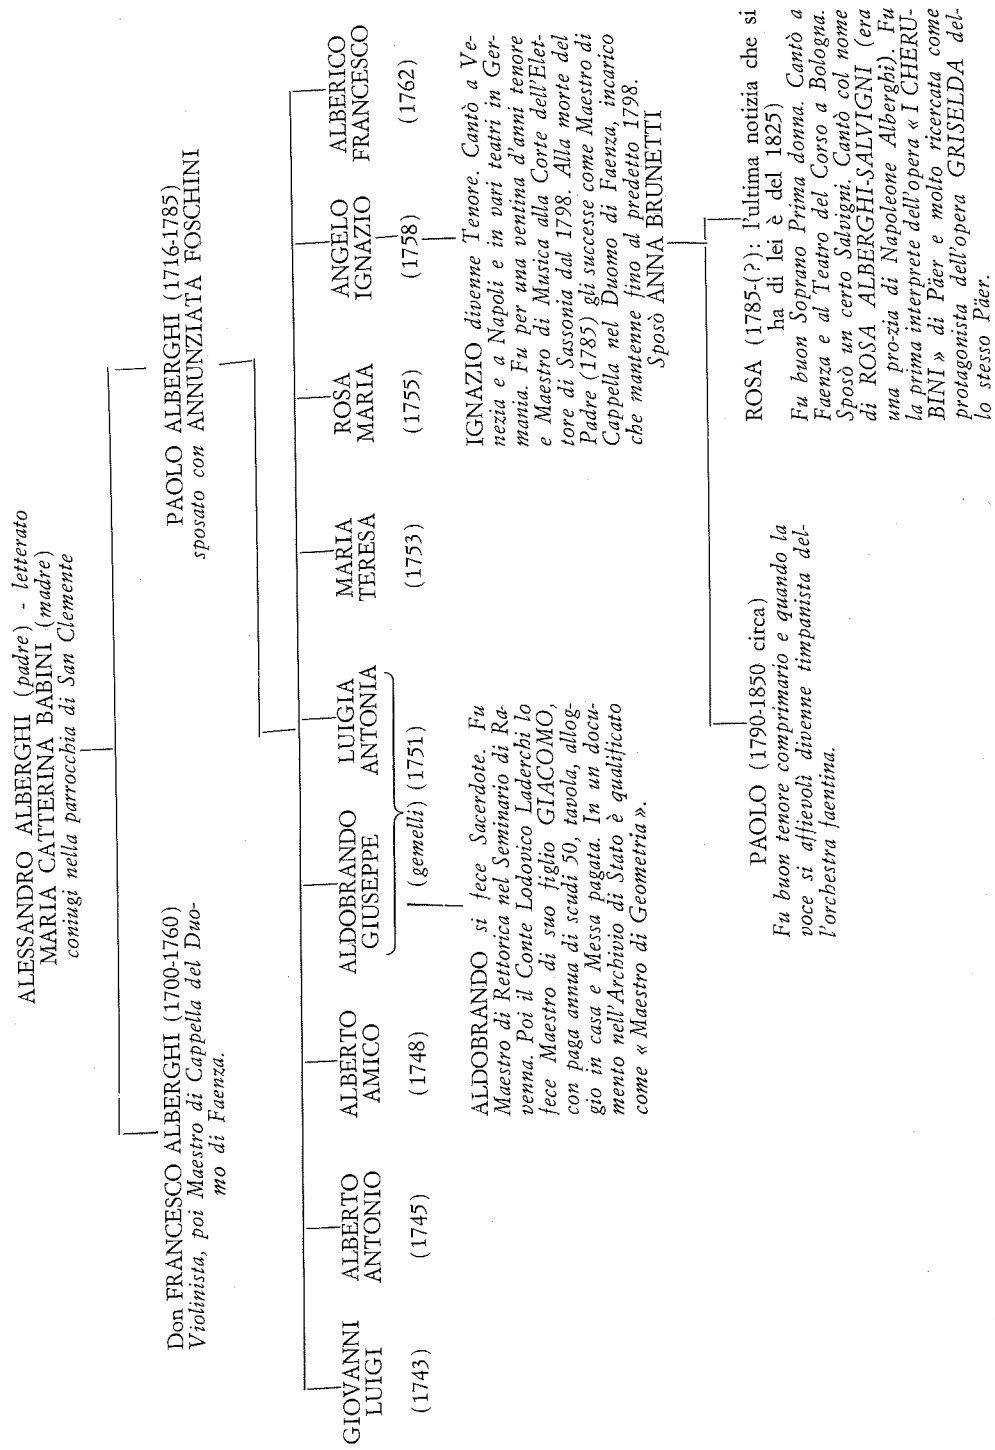 ALESSANDRO ALBERGHI (padre) - letterato
MARIA CATTERINA BABINI (madre)
coniugi nella parrocchia di San Clemente
Don FRANCESCO ALBERGHI (1700-1760)
Violinista, poi Maestro di Cappella del Duo-
mo di Faenza.
PAOLO ALBERGHI (1716-1785)
sposato con ANNUNZIATA FOSCHINI
GIOVANNI
LUIGI
(1743)
ALBERTO
ANTONIO
(1745)
ALBERTO
AMICO
(1748)
ALDOBRANDO
GIUSEPPE
LUIGIA
ANTONIA
(gemelli) (1751)
MARIA
TERESA
(1753)
ROSA
MARIA
(1755)
ANGELO
IGNAZIO
(1758)
ALBERICO
FRANCESCO
(1762)
ALDOBRANDO si fece Sacerdote. Fu
Maestro di Rettorica nel Seminario di Ra-
venna. Poi il Conte Lodovico Laderchi lo
fece Maestro di suo figlio GIACOMO,
con paga annua di scudi 50, tavola, allog-
gio in casa e Messa pagata. In un docu-
mento nell'Archivio di Stato è qualificato
come « Maestro di Geometria ».
IGNAZIO divenne Tenore. Cantò a Ve-
nezia e a Napoli e in vari teatri in Ger-
mania. Fu per una ventina d'anni tenore
e Maestro di Musica alla Corte dell'Elet-
tore di Sassonia dal 1798. Alla morte del
Padre (1785) gli successe come Maestro di
Cappella nel Duomo di Faenza, incarico
che mantenne fino al predetto 1798.
Sposò ANNA BRUNETTI
PAOLO (1790-1850 circa)
Fu buon tenore comprimario e quando la
voce si affievolì divenne timpanista del-
l'orchestra faentina.
ROSA (1785-(?): l'ultima notizia che si
ha di lei è del 1825)
Fu buon Soprano Prima donna. Cantò a
Faenza e al Teatro del Corso a Bologna.
Sposò un certo Salvigni. Cantò col nome
di ROSA ALBERGHI-SALVIGNI (era
una pro-zia di Napoleone Alberghi). Fu
la prima interprete dell'opera « I CHERU-
BINI » di Päer e molto ricercata come
protagonista dell'opera GRISELDA del-
lo stesso Päer.